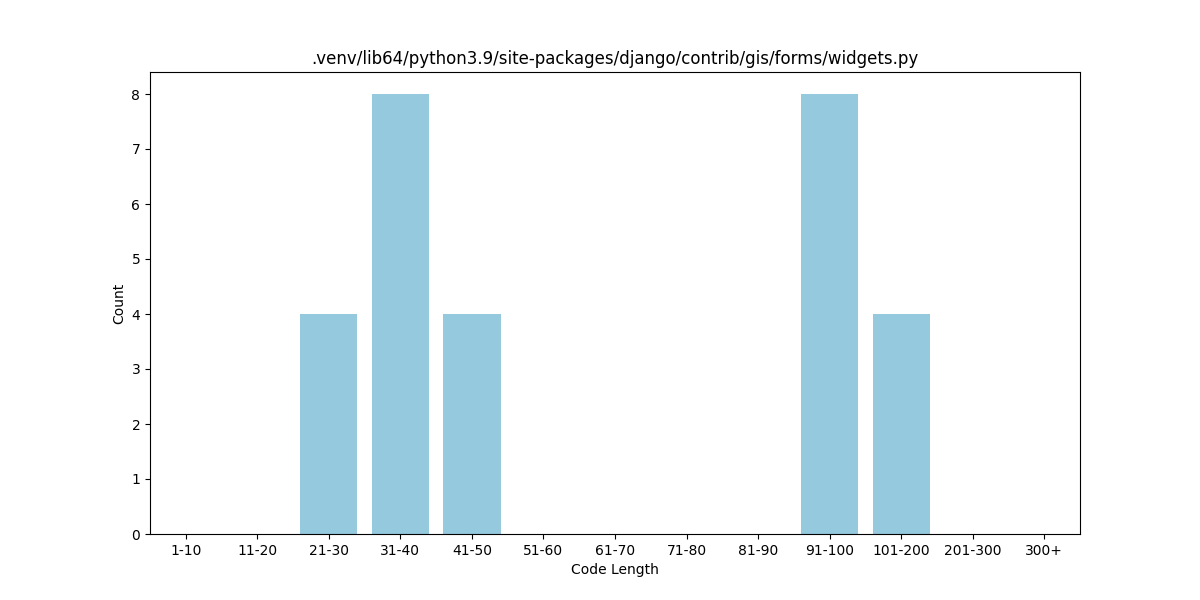 .venv/lib64/python3.9/site-packages/django/contrib/gis/forms/widgets.py
8
7
6
5
4
3
2
1
0
Count
1-10 11-20 21-30 31-40 41-50 51-60 61-70 71-80 81-90 91-100 101-200 201-300 300+
Code Length